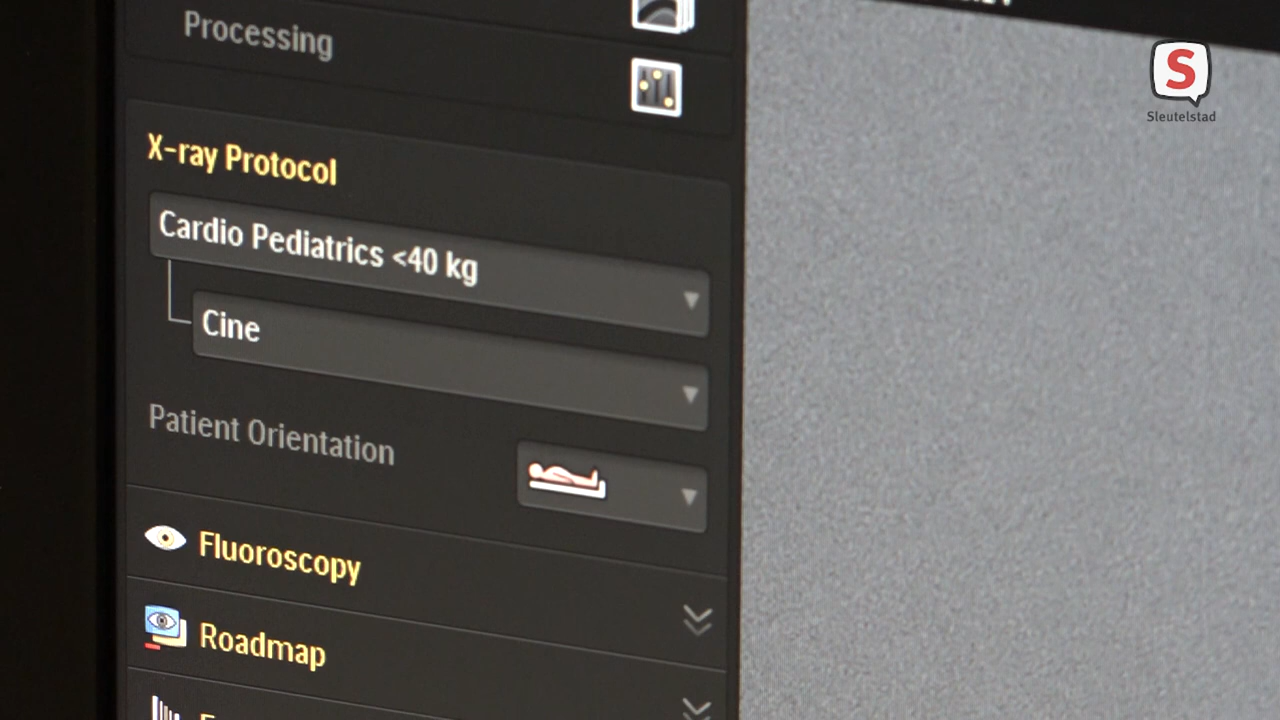 Processing
S
Sleutelstad
X-ray Protocol
Cardio Pediatrics <40 kg
Cine
Patient Orientation
Fluoroscopy
Roadmap